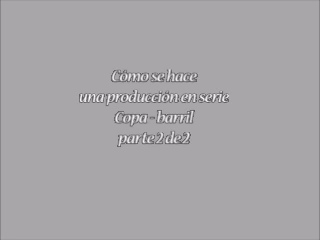 Cómo se hace
una producción en serie
Copa - barril
parte 2 de 2